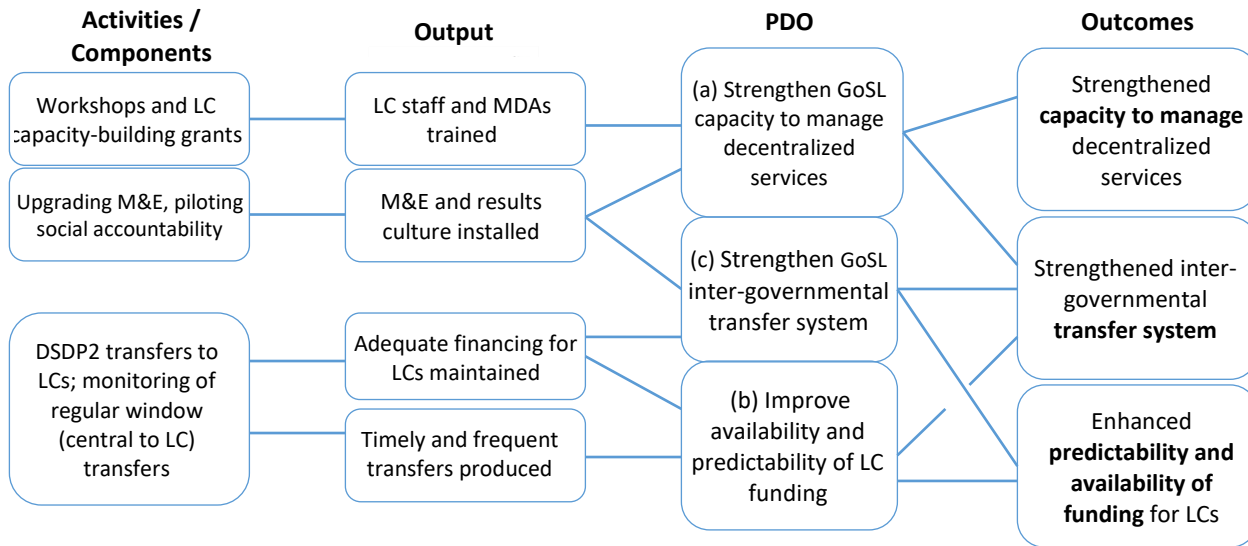 Activities /
Components
Output
PDO
Outcomes
Workshops and LC
capacity-building grants
Upgrading M&E, piloting
social accountability
DSDP2 transfers to
LCs; monitoring of
regular window
(central to LC)
transfers
LC staff and MDAs
trained
M&E and results
culture installed
Adequate financing for
LCs maintained
Timely and frequent
transfers produced
(a) Strengthen GoSL
capacity to manage
decentralized
services
(c) Strengthen GoSL
inter-governmental
transfer system
(b) Improve
availability and
predictability of LC
funding
Strengthened
capacity to manage
decentralized
services
Strengthened inter-
governmental
transfer system
Enhanced
predictability and
availability of
funding for LCs